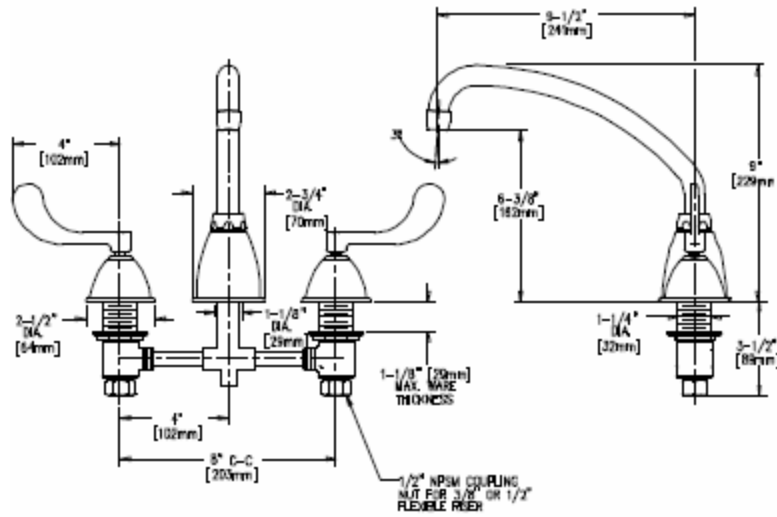 9-1/2"
[241mm]
4"
[102mm]
2-3/4"
DIA.
[70mm]
6-3/8"
[162mm]
9"
[229mm]
2-1/2"
DIA.
[64mm]
1-1/8"
DIA.
[29mm]
1-1/8" [29mm]
MAX. WARE
THICKNESS
1-1/4"
DIA.
[32mm]
3-1/2"
[89mm]
4"
[102mm]
8" C-C
[203mm]
1/2" NPSM COUPLING
NUT FOR 3/8" OR 1/2"
FLEXIBLE RISER